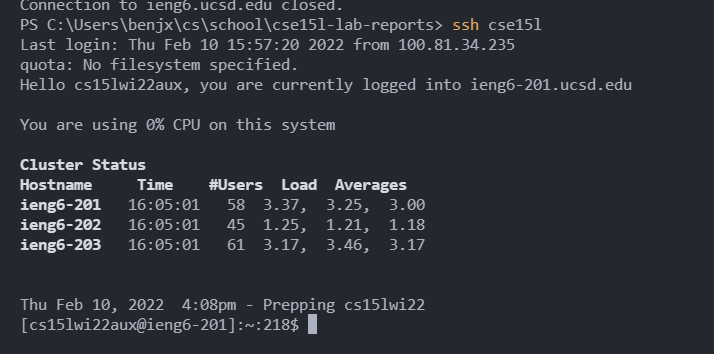 Connection to ieng6.ucsd.edu closed.
PS C:\Users\benjx\cs\school\cse15l-lab-reports> ssh cse15l
Last login: Thu Feb 10 15:57:20 2022 from 100.81.34.235
quota: No filesystem specified.
Hello cs15lwi22aux, you are currently logged into ieng6-201.ucsd.edu
You are using 0% CPU on this system
Cluster Status
Hostname Time #Users Load Averages
ieng6-201 16:05:01 58 3.37, 3.25, 3.00
ieng6-202 16:05:01 45 1.25, 1.21, 1.18
ieng6-203 16:05:01 61 3.17, 3.46, 3.17
Thu Feb 10, 2022 4:08pm - Prepping cs15lwi22
[cs15lwi22aux@ieng6-201]:~:218$